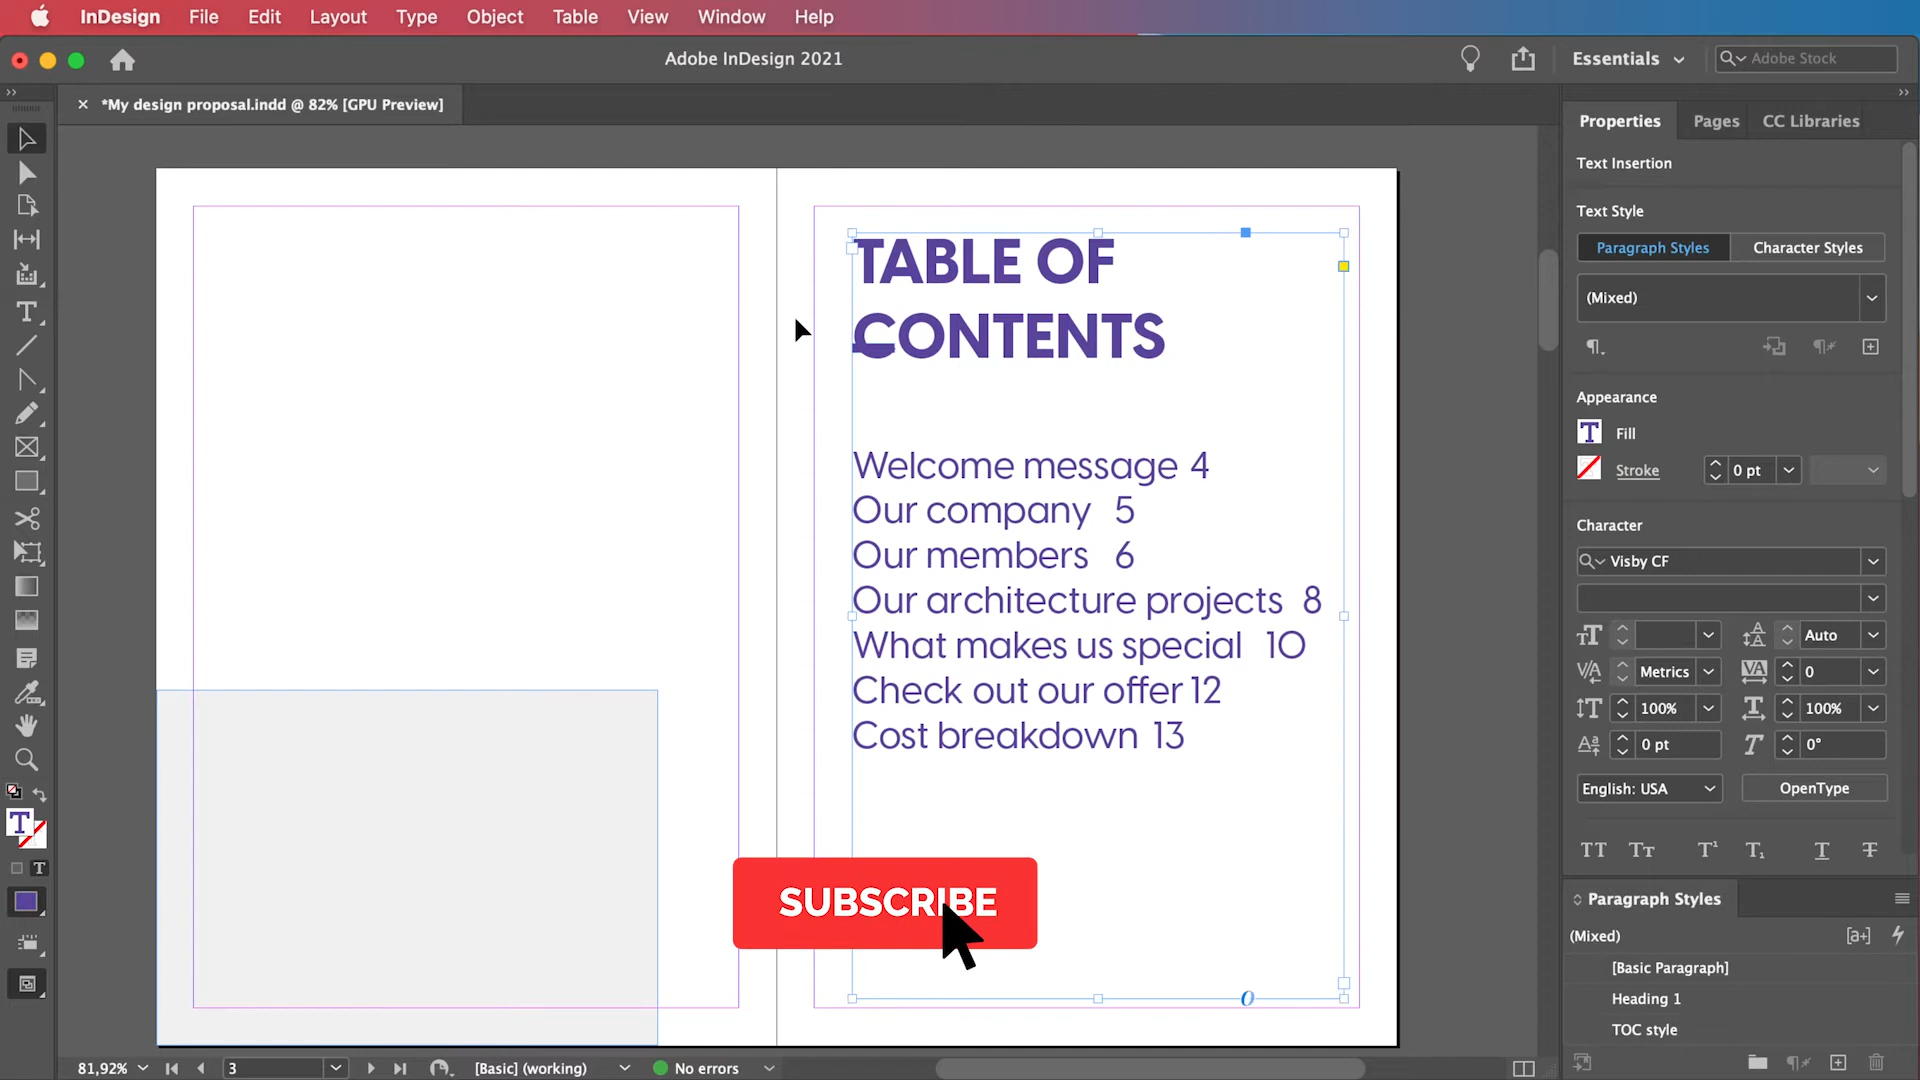 InDesign File Edit Layout Type Object Table View Window Help
Adobe InDesign 2021
Essentials
Adobe Stock
*My design proposal.indd @ 82% [GPU Preview]
Properties Pages CC Libraries
Text Insertion
Text Style
Paragraph Styles Character Styles
(Mixed)
Appearance
Fill
Stroke 0 pt
Character
Visby CF
Auto
Metrics 0
100% 100%
0 pt 0°
English: USA OpenType
Paragraph Styles
(Mixed) [a+]
[Basic Paragraph]
Heading 1
TOC style
TABLE OF
CONTENTS
Welcome message 4
Our company 5
Our members 6
Our architecture projects 8
What makes us special 10
Check out our offer 12
Cost breakdown 13
SUBSCRIBE
81,92% 3 [Basic] (working) No errors